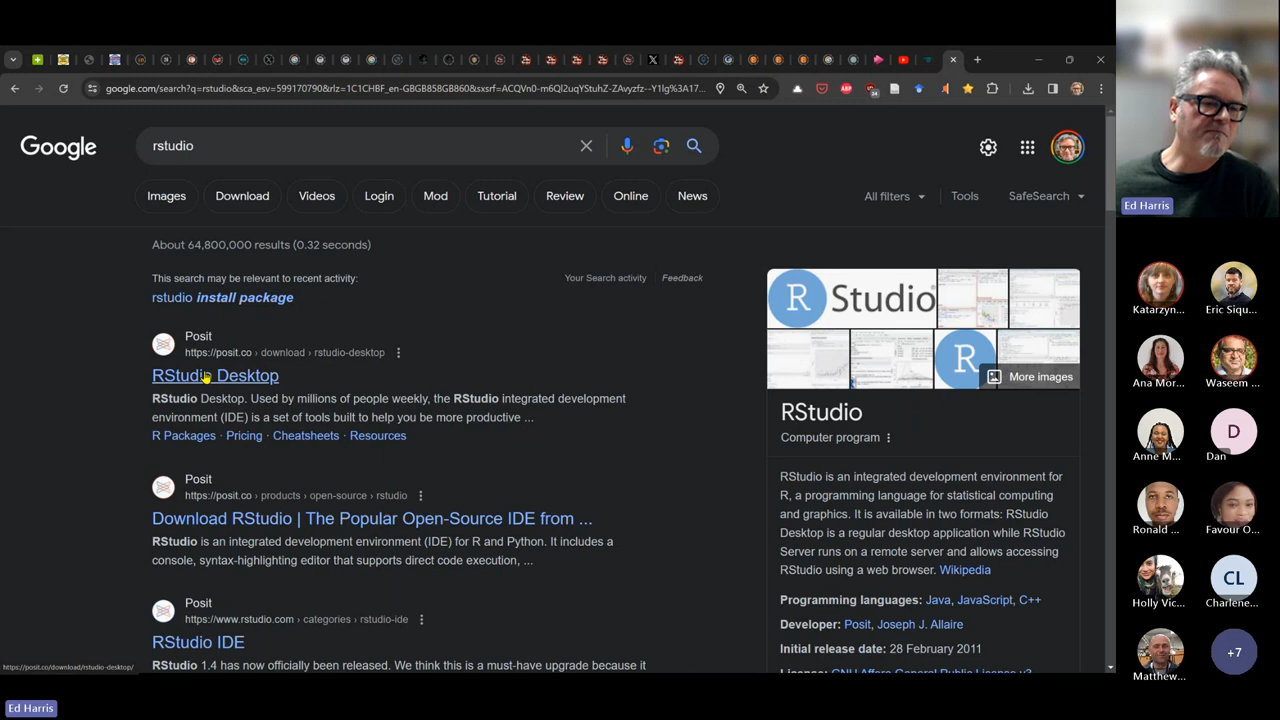 google.com/search?q=rstudio&sca_esv=599170790&rlz=1C1CHBF_en-GBGB858GB860&sxsrf=ACQVn0-m6Ql2uqYStuhZ-ZAvyzfz--Y1lg%3A17...
Google
rstudio
Images
Download
Videos
Login
Mod
Tutorial
Review
Online
News
All filters
Tools
SafeSearch
About 64,800,000 results (0.32 seconds)
This search may be relevant to recent activity:
Your Search activity
Feedback
rstudio install package
Posit
https://posit.co › download › rstudio-desktop
RStudio Desktop
RStudio Desktop. Used by millions of people weekly, the RStudio integrated development
environment (IDE) is a set of tools built to help you be more productive ...
R Packages · Pricing · Cheatsheets · Resources
Posit
https://posit.co › products › open-source › rstudio
Download RStudio | The Popular Open-Source IDE from ...
RStudio is an integrated development environment (IDE) for R and Python. It includes a
console, syntax-highlighting editor that supports direct code execution, ...
Posit
https://www.rstudio.com › categories › rstudio-ide
RStudio IDE
RStudio 1.4 has now officially been released. We think this is a must-have upgrade because it
https://posit.co/download/rstudio-desktop/
R Studio
R
More images
RStudio
Computer program
RStudio is an integrated development environment for
R, a programming language for statistical computing
and graphics. It is available in two formats: RStudio
Desktop is a regular desktop application while RStudio
Server runs on a remote server and allows accessing
RStudio using a web browser. Wikipedia
Programming languages: Java, JavaScript, C++
Developer: Posit, Joseph J. Allaire
Initial release date: 28 February 2011
License: GNU Affero General Public License v3
Ed Harris
Katarzyn...
Eric Siqu...
Ana Mor...
Waseem ...
Anne M...
D
Dan
Ronald ...
Favour O...
Holly Vic...
CL
Charlene...
Matthew...
+7
Ed Harris